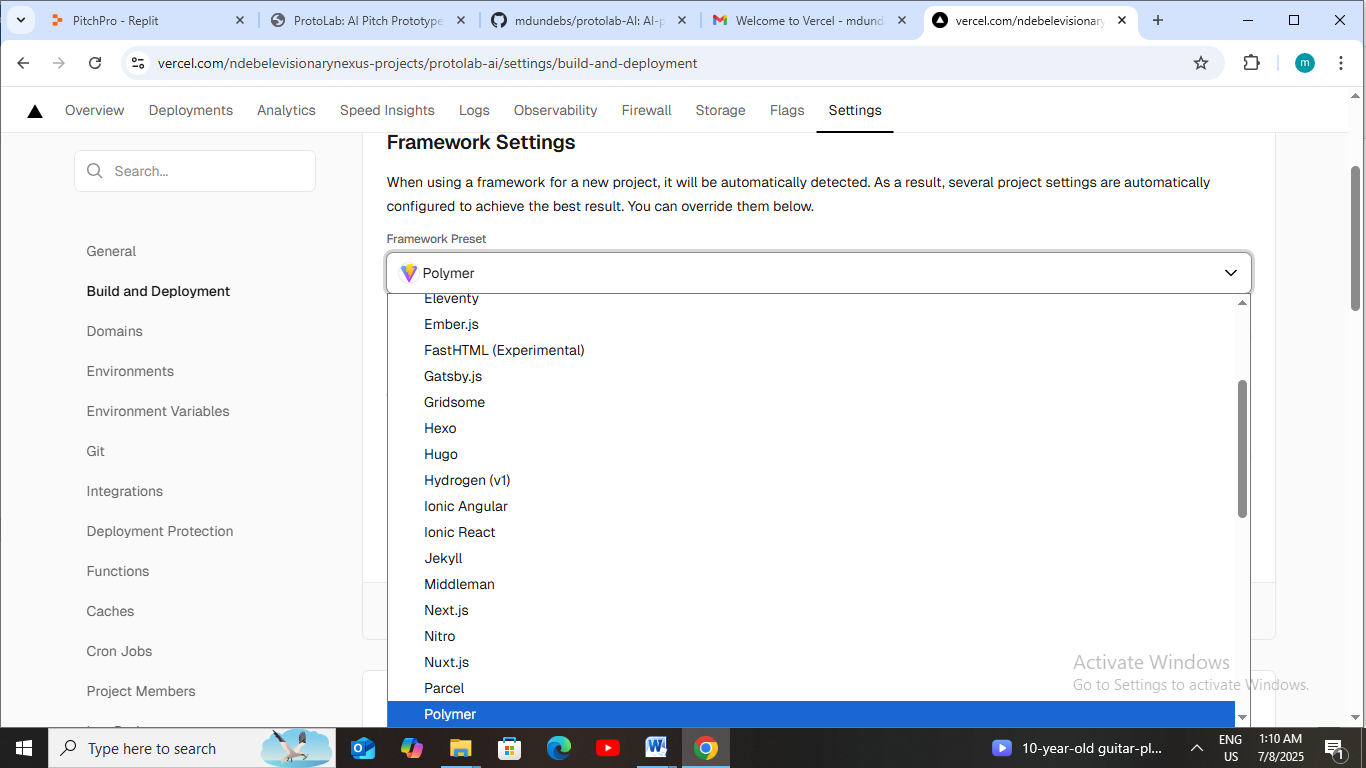 PitchPro - Replit
ProtoLab: AI Pitch Prototype
mdundebs/protolab-AI: AI-p
Welcome to Vercel - mdund
vercel.com/ndebelevisionary
vercel.com/ndebelevisionarynexus-projects/protolab-ai/settings/build-and-deployment
m
Overview
Deployments
Analytics
Speed Insights
Logs
Observability
Firewall
Storage
Flags
Settings
Search...
General
Build and Deployment
Domains
Environments
Environment Variables
Git
Integrations
Deployment Protection
Functions
Caches
Cron Jobs
Project Members
Framework Settings
When using a framework for a new project, it will be automatically detected. As a result, several project settings are automatically
configured to achieve the best result. You can override them below.
Framework Preset
Polymer
Eleventy
Ember.js
FastHTML (Experimental)
Gatsby.js
Gridsome
Hexo
Hugo
Hydrogen (v1)
Ionic Angular
Ionic React
Jekyll
Middleman
Next.js
Nitro
Nuxt.js
Parcel
Polymer
Activate Windows
Go to Settings to activate Windows.
Type here to search
10-year-old guitar-pl...
ENG
US
1:10 AM
7/8/2025
1